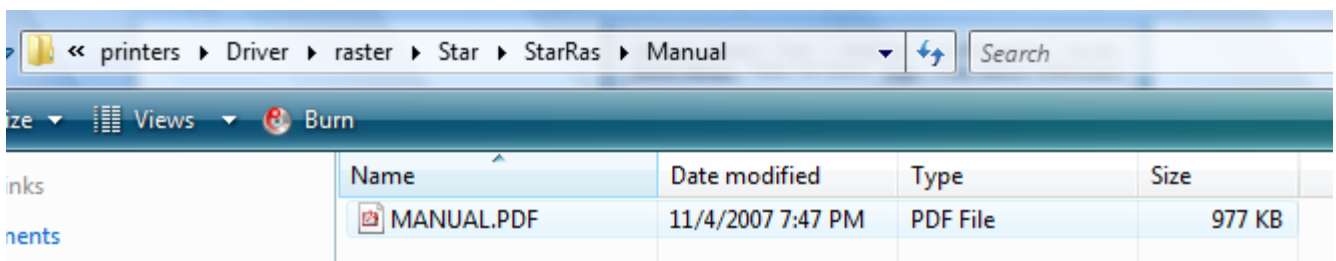 « printers ▸ Driver ▸ raster ▸ Star ▸ StarRas ▸ Manual Search
ize Views Burn
inks Name Date modified Type Size
MANUAL.PDF 11/4/2007 7:47 PM PDF File 977 KB
nents